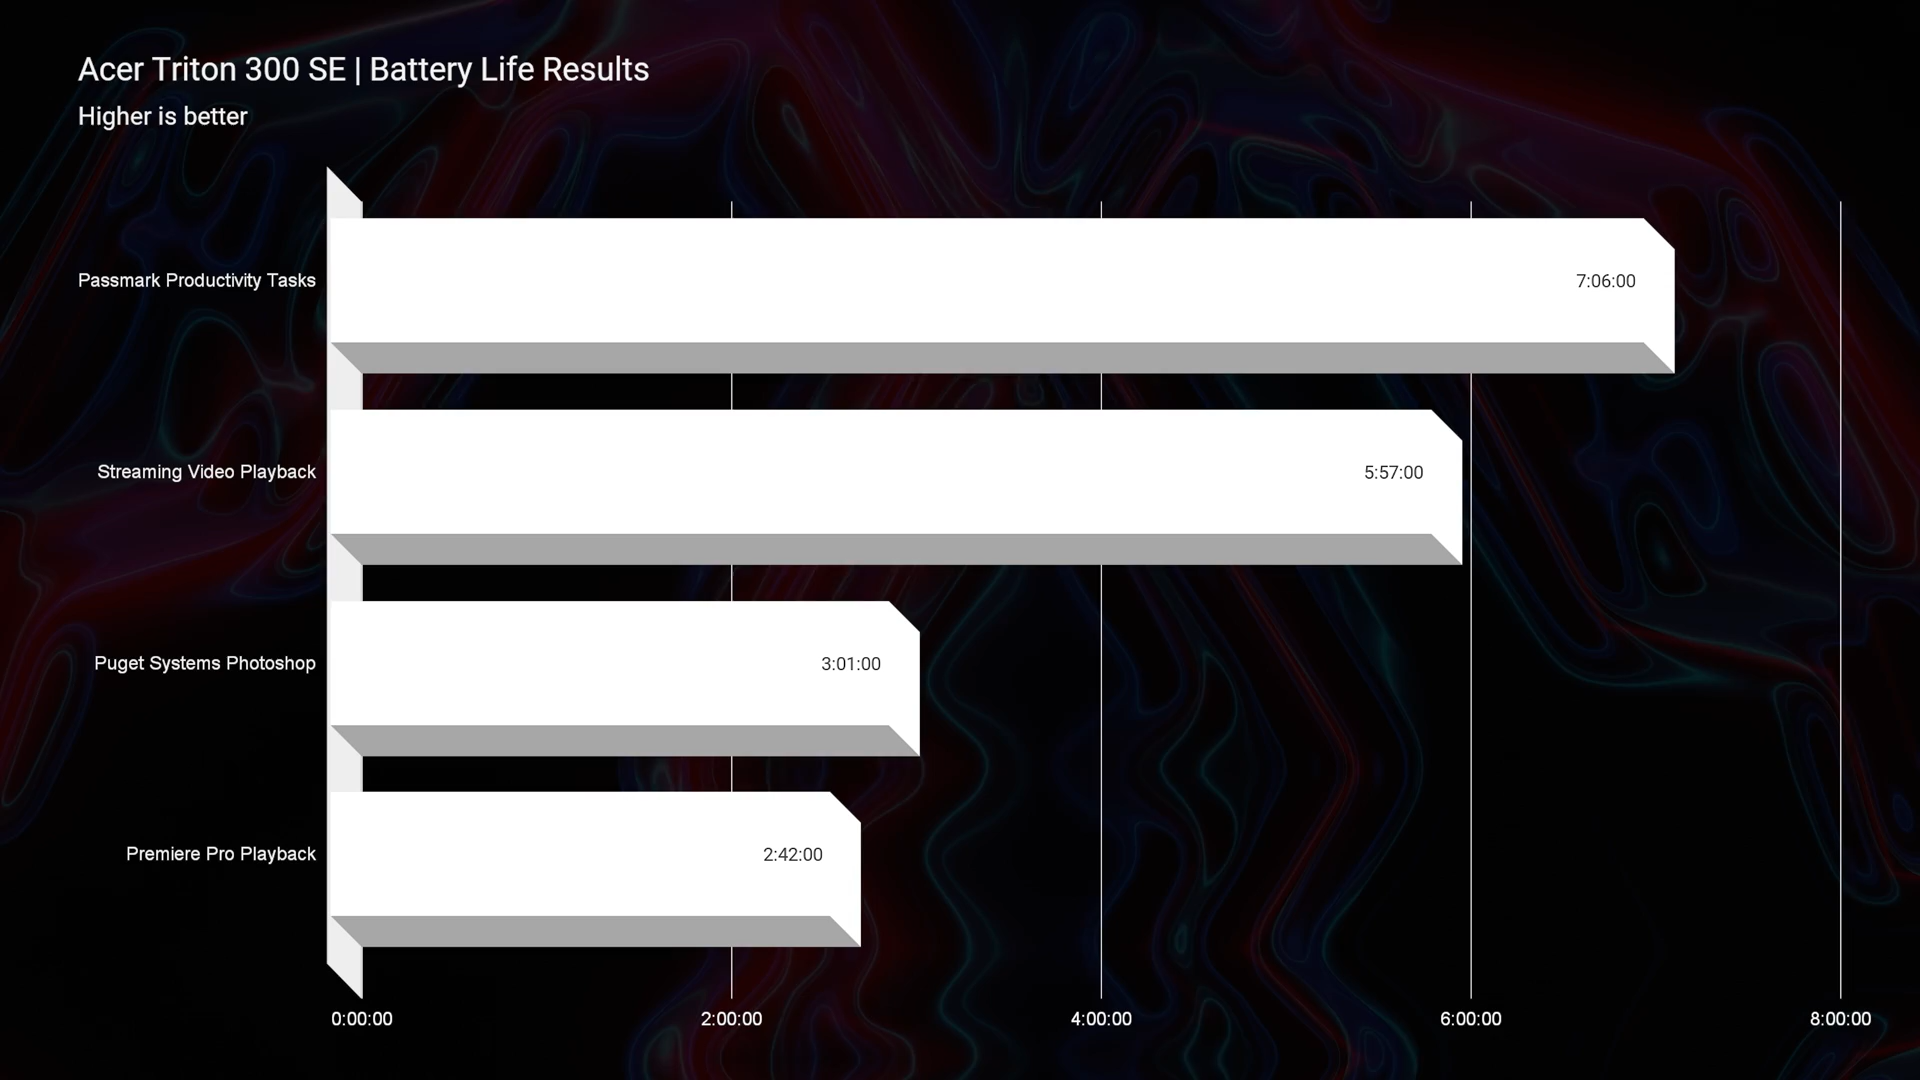 Acer Triton 300 SE | Battery Life Results
Higher is better
Passmark Productivity Tasks
7:06:00
Streaming Video Playback
5:57:00
Puget Systems Photoshop
3:01:00
Premiere Pro Playback
2:42:00
0:00:00
2:00:00
4:00:00
6:00:00
8:00:00